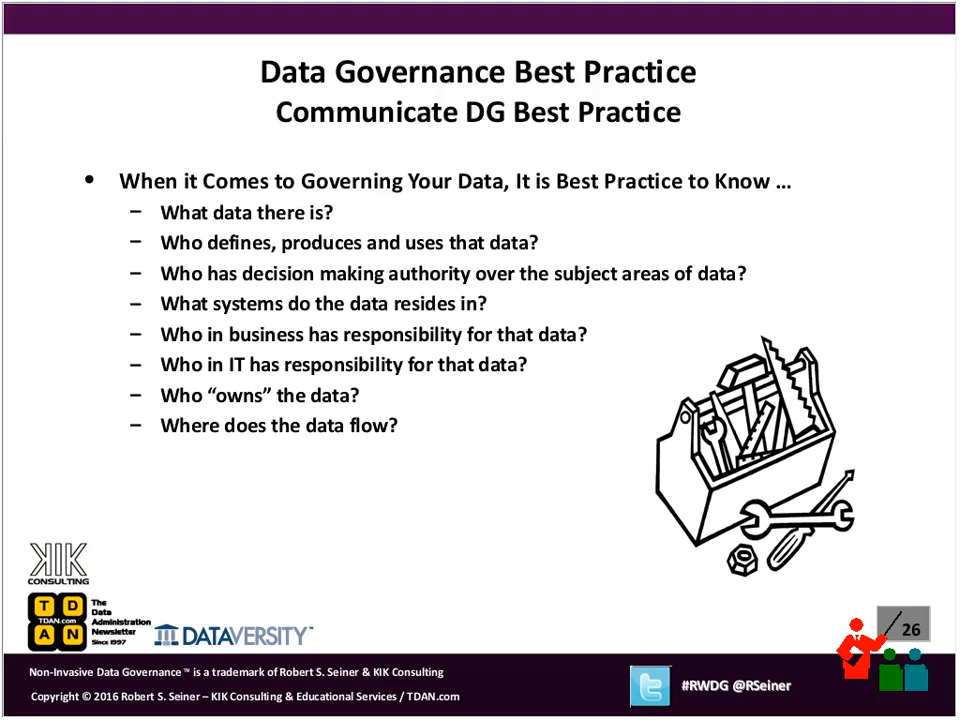 Data Governance Best Practice
Communicate DG Best Practice
• When it Comes to Governing Your Data, It is Best Practice to Know …
– What data there is?
– Who defines, produces and uses that data?
– Who has decision making authority over the subject areas of data?
– What systems do the data resides in?
– Who in business has responsibility for that data?
– Who in IT has responsibility for that data?
– Who “owns” the data?
– Where does the data flow?
KIK
CONSULTING
T D
TDAN.com
A N
The
Data
Administration
Newsletter
Since 1997
DATAVERSITY™
26
Non-Invasive Data Governance™ is a trademark of Robert S. Seiner & KIK Consulting
Copyright © 2016 Robert S. Seiner – KIK Consulting & Educational Services / TDAN.com
#RWDG @RSeiner